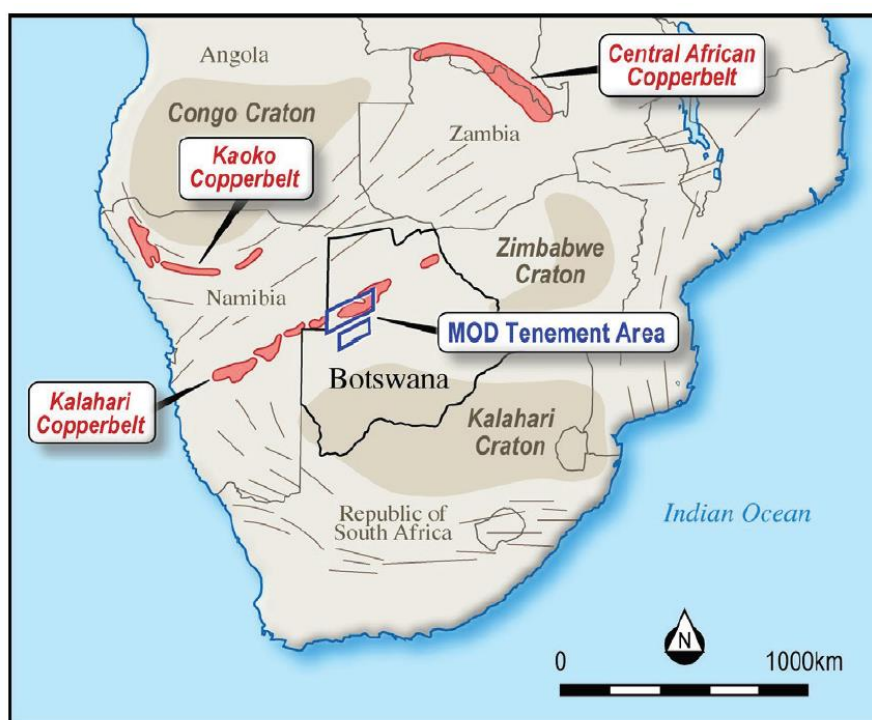 Angola
Central African
Copperbelt
Congo Craton
Zambia
Kaoko
Copperbelt
Zimbabwe
Craton
Namibia
MOD Tenement Area
Botswana
Kalahari
Copperbelt
Kalahari
Craton
Republic of
South Africa
Indian Ocean
N
0
1000km